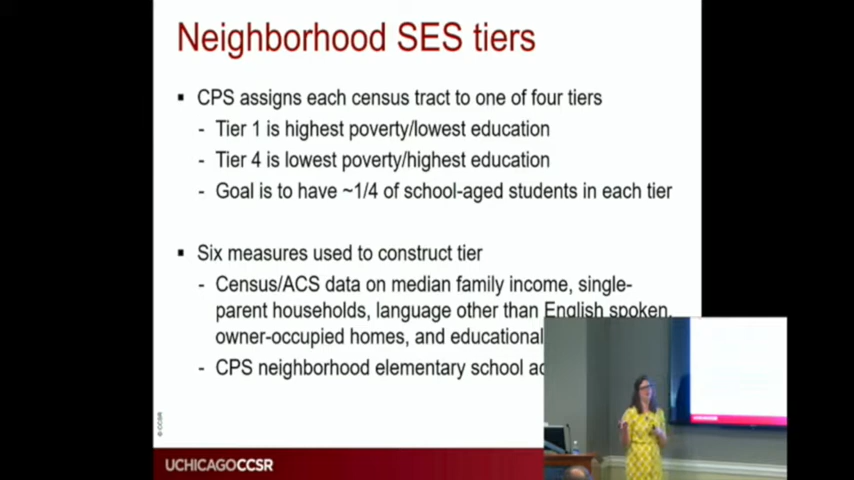 Neighborhood SES tiers
▪ CPS assigns each census tract to one of four tiers
- Tier 1 is highest poverty/lowest education
- Tier 4 is lowest poverty/highest education
- Goal is to have ~1/4 of school-aged students in each tier
▪ Six measures used to construct tier
- Census/ACS data on median family income, single-
parent households, language other than English spoken,
owner-occupied homes, and educational
- CPS neighborhood elementary school
© CCSR
UCHICAGOCCSR